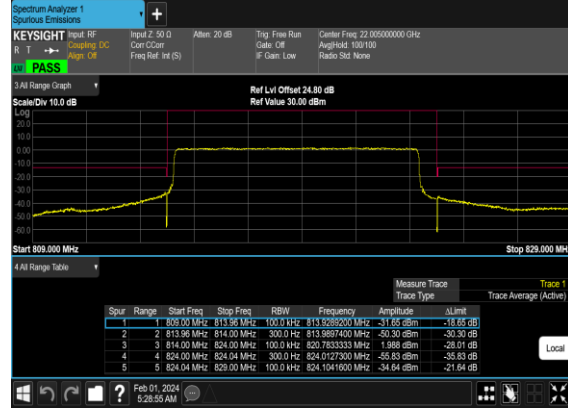 Spectrum Analyzer 1
Spurious Emissions
+
KEYSIGHT Input: RF
R T Coupling: DC
Align: Off
Input Z: 50 Ω
Corr CCorr
Freq Ref: Int (S)
Atten: 20 dB
Trig: Free Run
Gate: Off
IF Gain: Low
Center Freq: 22.005000000 GHz
Avg|Hold: 100/100
Radio Std: None
PASS
3 All Range Graph
Scale/Div 10.0 dB
Ref Lvl Offset 24.80 dB
Ref Value 30.00 dBm
Log
20.0
10.0
0.00
-10.0
-20.0
-30.0
-40.0
-50.0
-60.0
Start 809.000 MHz
Stop 829.000 MH
4 All Range Table
Measure Trace Trace 1
Trace Type Trace Average (Active)
Spur Range Start Freq Stop Freq RBW Frequency Amplitude ΔLimit
1 1 809.00 MHz 813.96 MHz 100.0 kHz 813.9289200 MHz -31.65 dBm -18.65 dB
2 2 813.96 MHz 814.00 MHz 300.0 Hz 813.9897400 MHz -50.30 dBm -30.30 dB
3 3 814.00 MHz 824.00 MHz 100.0 kHz 820.7833333 MHz 1.988 dBm -28.01 dB
4 4 824.00 MHz 824.04 MHz 300.0 Hz 824.0127300 MHz -55.83 dBm -35.83 dB
5 5 824.04 MHz 829.00 MHz 100.0 kHz 824.1041600 MHz -34.64 dBm -21.64 dB
Local
?
Feb 01, 2024
5:28:55 AM